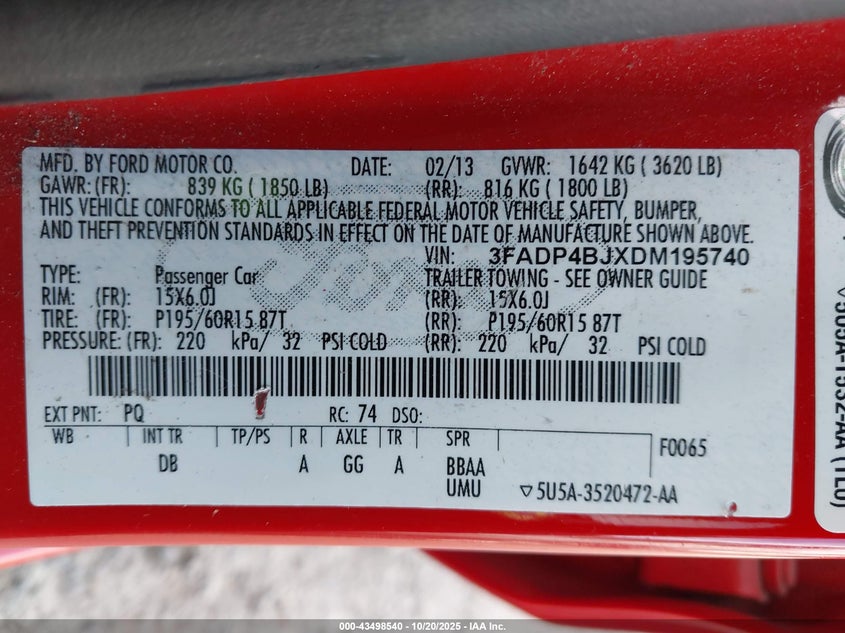 MFD. BY FORD MOTOR CO. DATE: 02/13 GVWR: 1642 KG ( 3620 LB)
GAWR: (FR): 839 KG ( 1850 LB) (RR): 816 KG ( 1800 LB)
THIS VEHICLE CONFORMS TO ALL APPLICABLE FEDERAL MOTOR VEHICLE SAFETY, BUMPER,
AND THEFT PREVENTION STANDARDS IN EFFECT ON THE DATE OF MANUFACTURE SHOWN ABOVE.
VIN: 3FADP4BJXDM195740
TYPE: Passenger Car TRAILER TOWING - SEE OWNER GUIDE
RIM: (FR): 15X6.0J (RR): 15X6.0J
TIRE: (FR): P195/60R15 87T (RR): P195/60R15 87T
PRESSURE: (FR): 220 kPa/ 32 PSI COLD (RR): 220 kPa/ 32 PSI COLD
EXT PNT: PQ RC: 74 DSO:
WB INT TR TP/PS R AXLE TR SPR F0065
DB A GG A BBAA
UMU ▽5U5A-3520472-AA
Ford
▽5U5A-1532-AA (TLU)
000-43498540 - 10/20/2025 - IAA Inc.